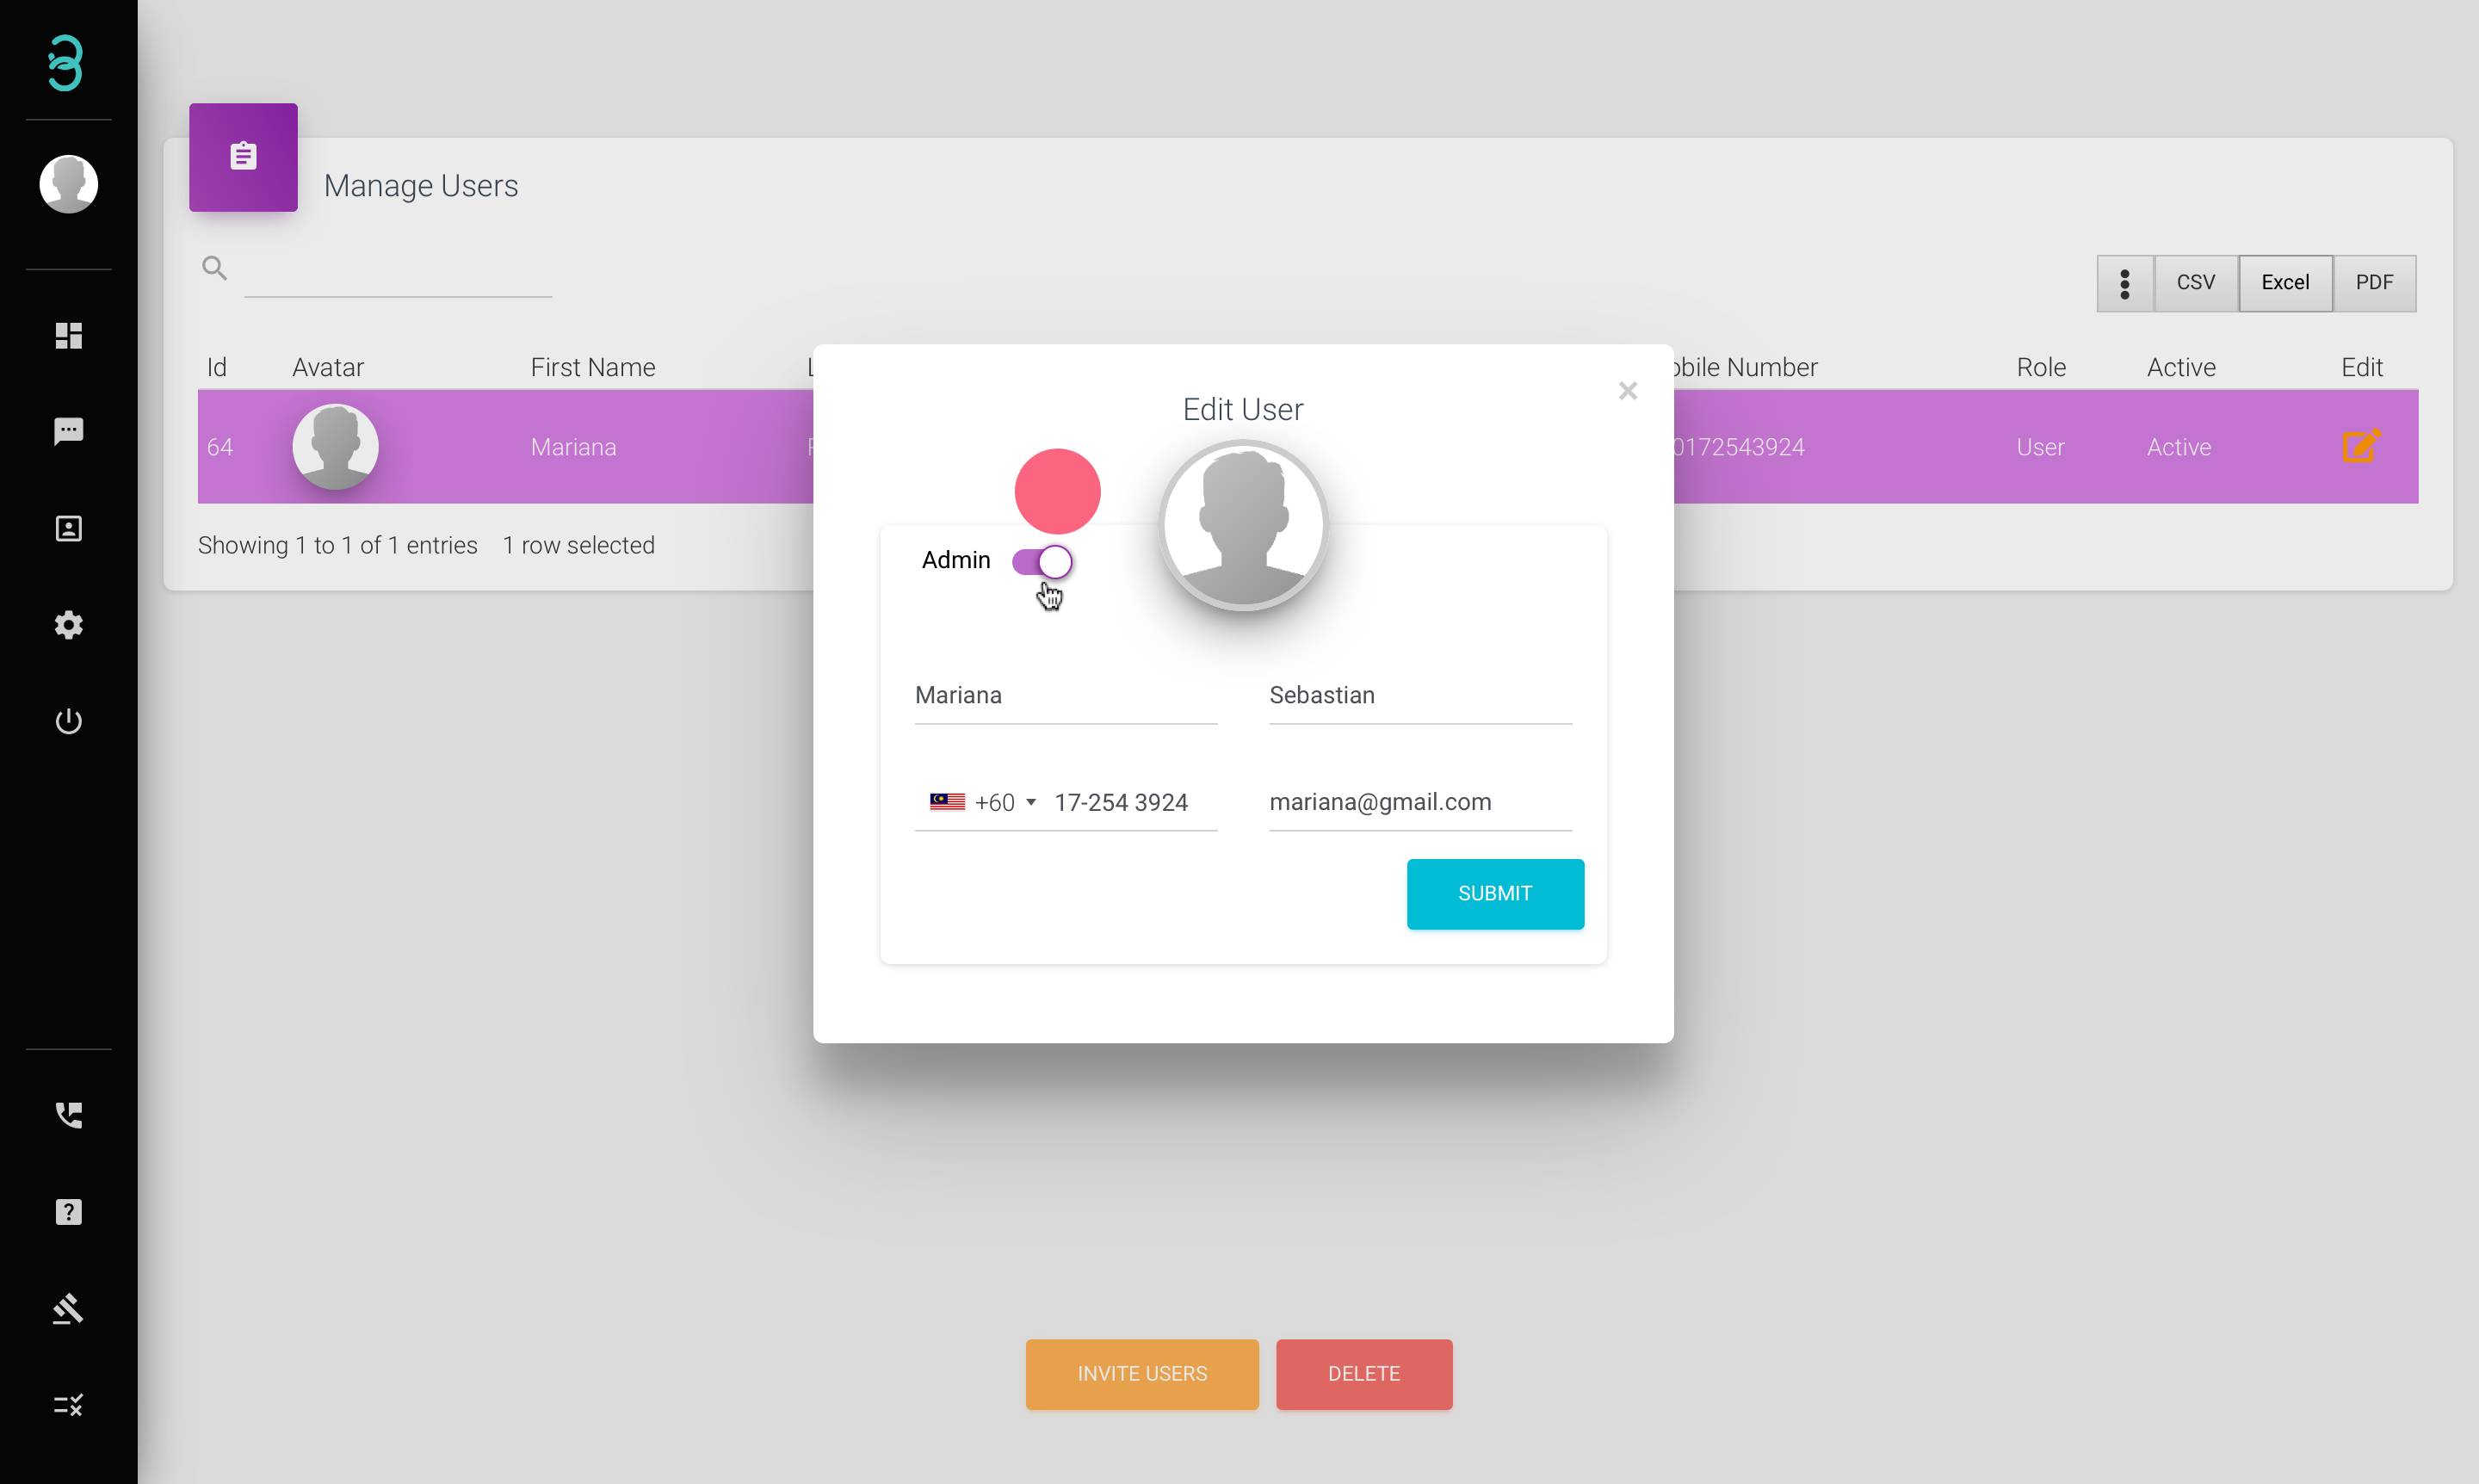 Manage Users
CSV Excel PDF
Id Avatar First Name obile Number Role Active Edit
64 Mariana 0172543924 User Active
Showing 1 to 1 of 1 entries 1 row selected
Edit User
×
Admin
Mariana Sebastian
+60 17-254 3924 mariana@gmail.com
SUBMIT
INVITE USERS DELETE